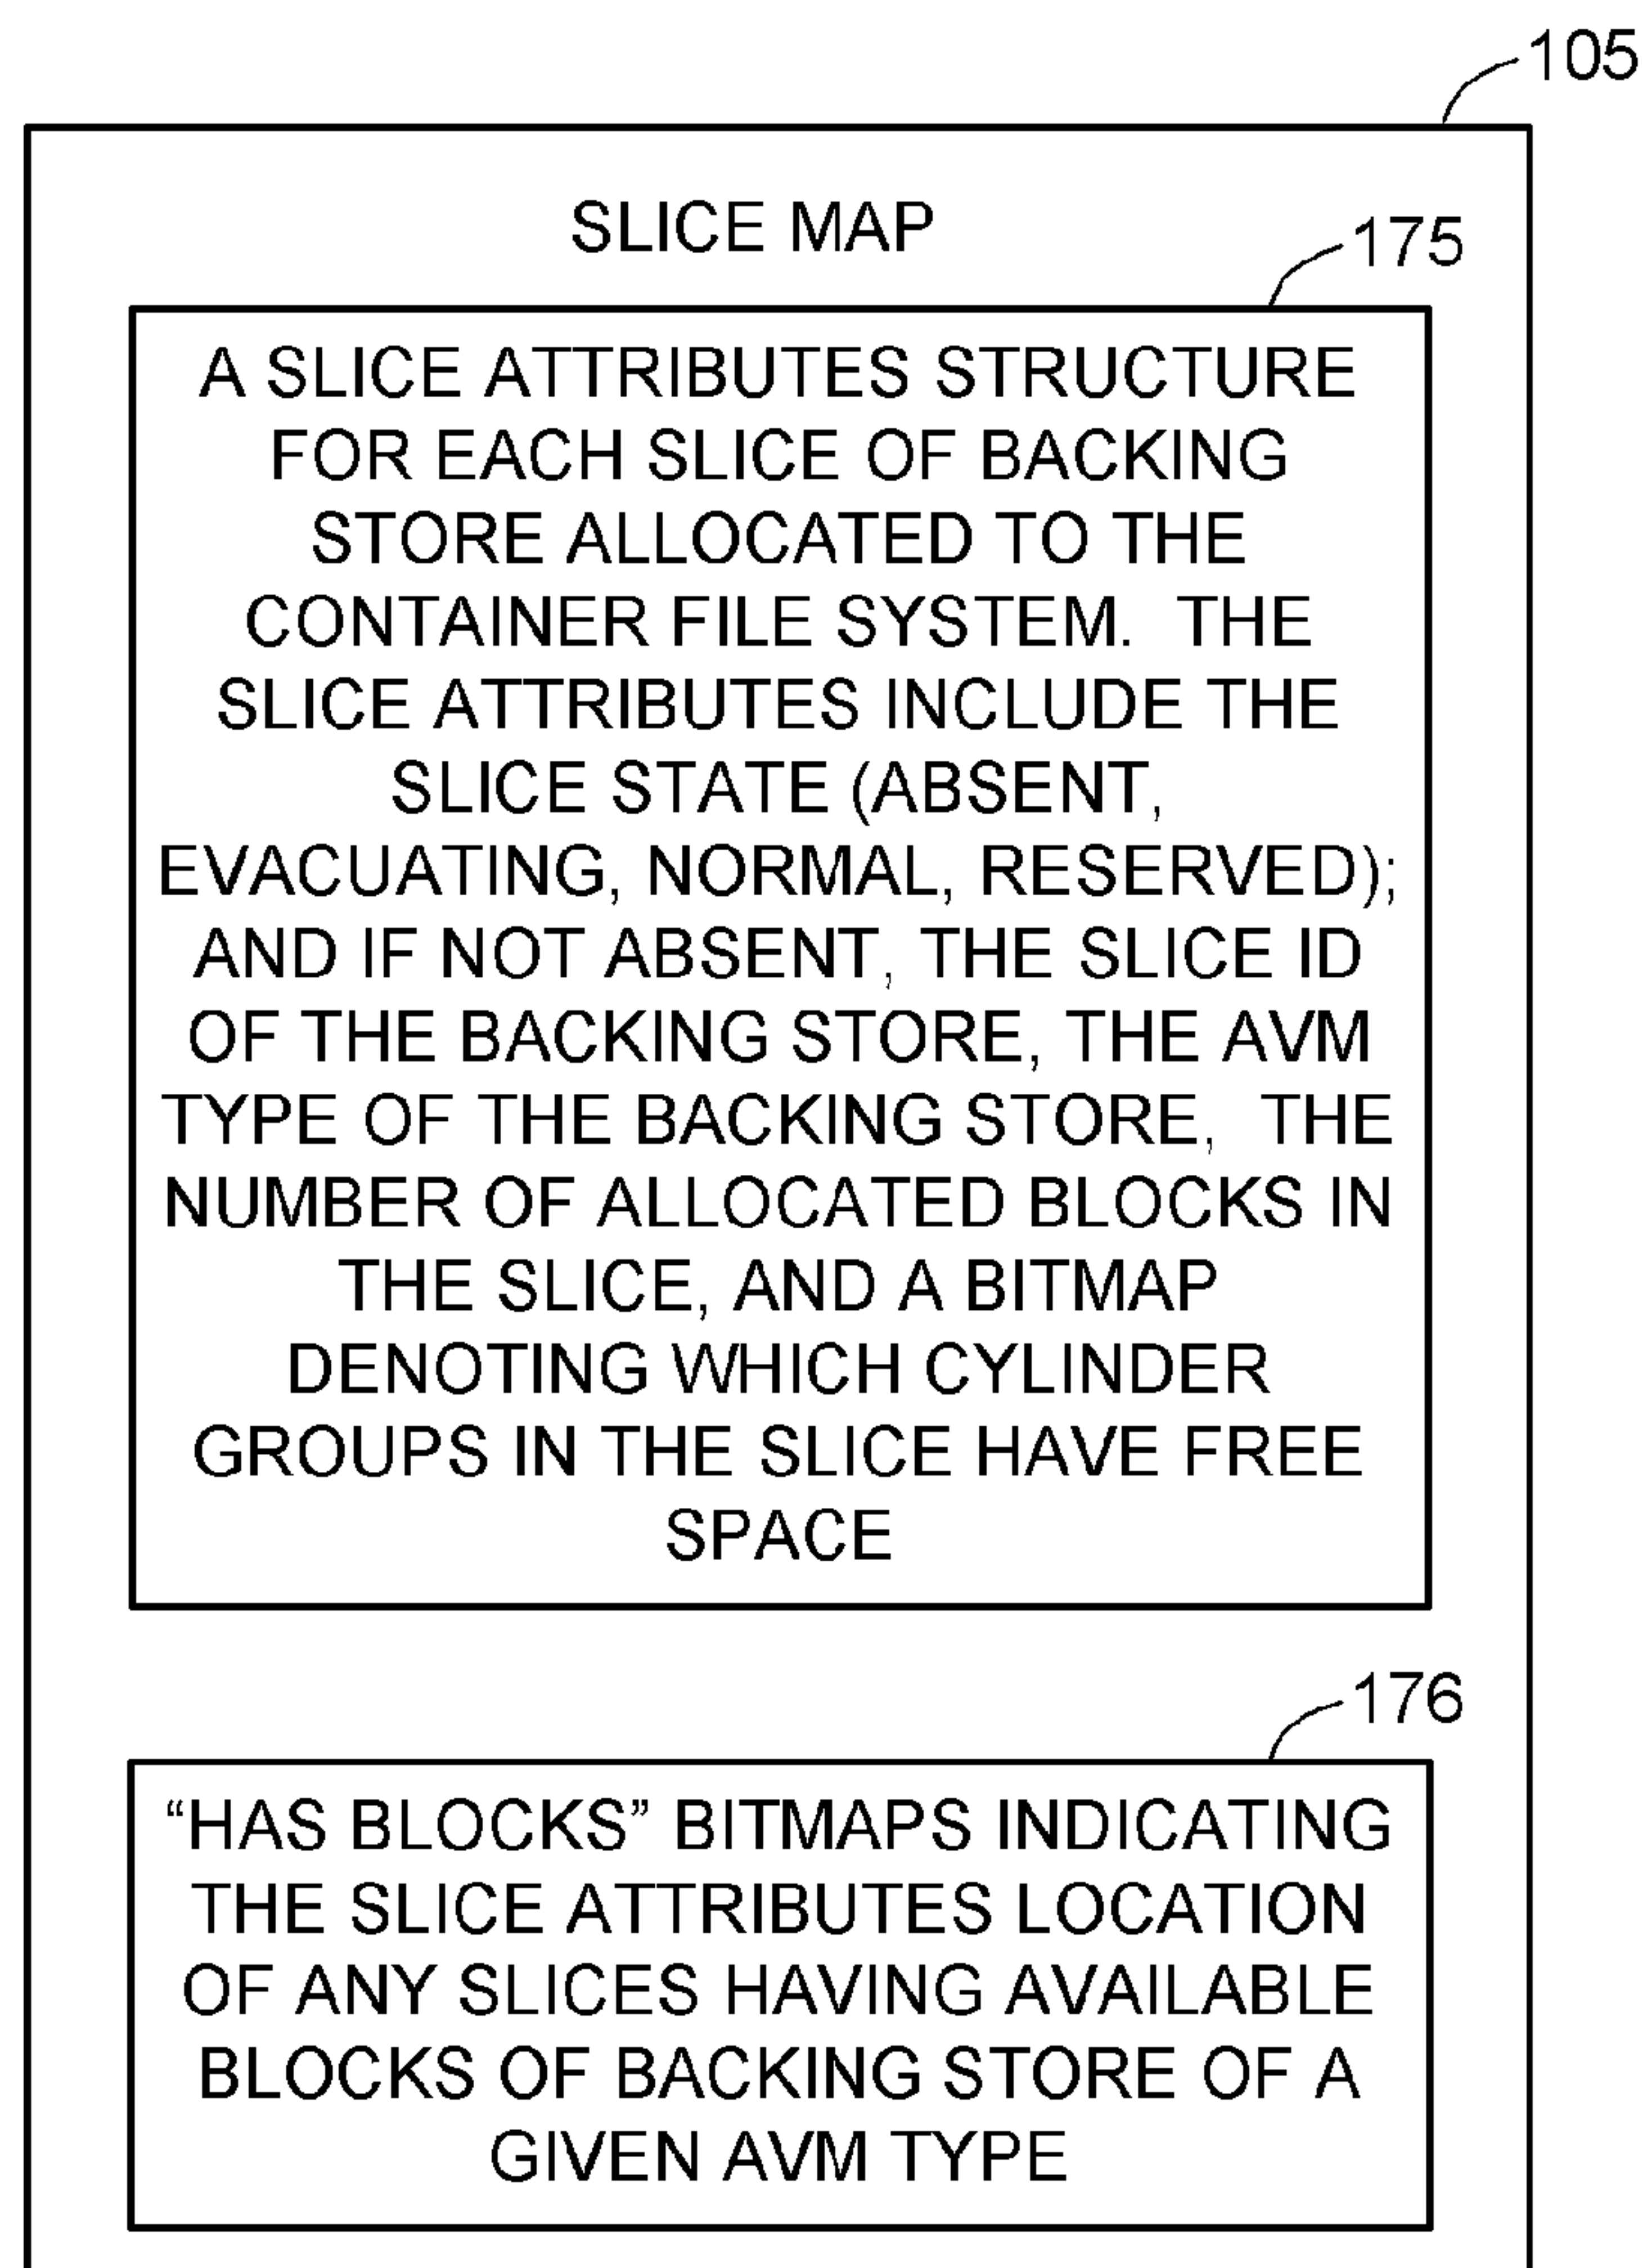 105
SLICE MAP
175
A SLICE ATTRIBUTES STRUCTURE
FOR EACH SLICE OF BACKING
STORE ALLOCATED TO THE
CONTAINER FILE SYSTEM.  THE
SLICE ATTRIBUTES INCLUDE THE
SLICE STATE (ABSENT,
EVACUATING, NORMAL, RESERVED);
AND IF NOT ABSENT, THE SLICE ID
OF THE BACKING STORE, THE AVM
TYPE OF THE BACKING STORE,  THE
NUMBER OF ALLOCATED BLOCKS IN
THE SLICE, AND A BITMAP
DENOTING WHICH CYLINDER
GROUPS IN THE SLICE HAVE FREE
SPACE
176
“HAS BLOCKS” BITMAPS INDICATING
THE SLICE ATTRIBUTES LOCATION
OF ANY SLICES HAVING AVAILABLE
BLOCKS OF BACKING STORE OF A
GIVEN AVM TYPE